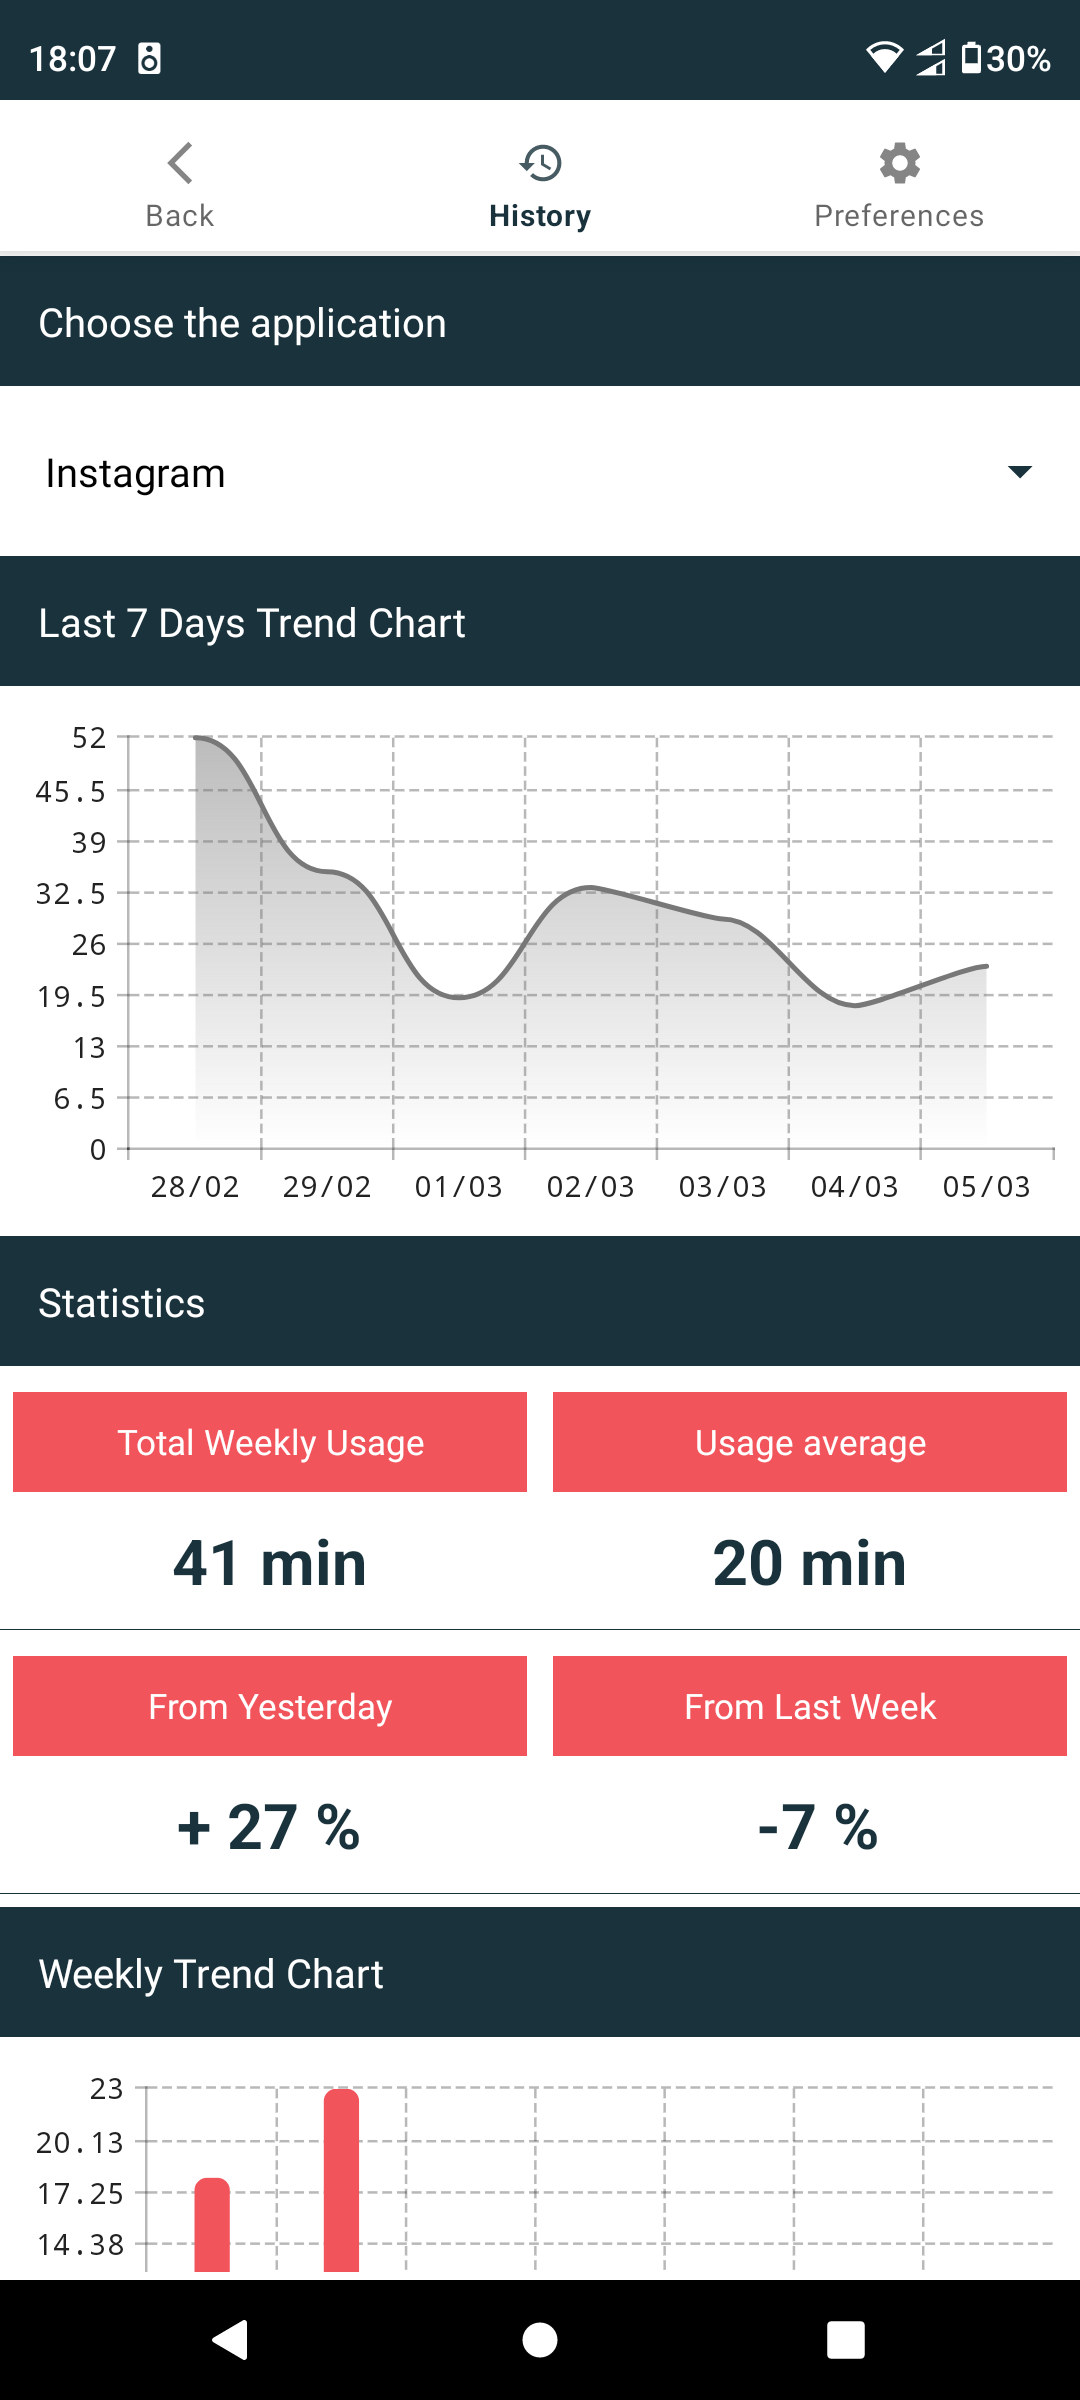 18:07 30%
Back History Preferences
Choose the application
Instagram
Last 7 Days Trend Chart
52
45.5
39
32.5
26
19.5
13
6.5
0
28/02 29/02 01/03 02/03 03/03 04/03 05/03
Statistics
Total Weekly Usage Usage average
41 min 20 min
From Yesterday From Last Week
+ 27 % -7 %
Weekly Trend Chart
23
20.13
17.25
14.38